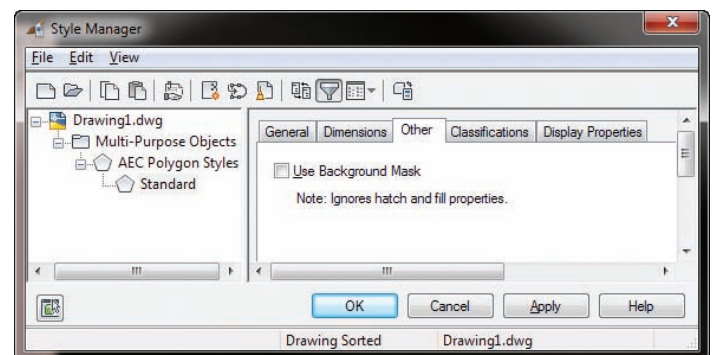 Style Manager
File Edit View
Drawing1.dwg
Multi-Purpose Objects
AEC Polygon Styles
Standard
General Dimensions Other Classifications Display Properties
Use Background Mask
Note: Ignores hatch and fill properties.
OK Cancel Apply Help
Drawing Sorted Drawing1.dwg